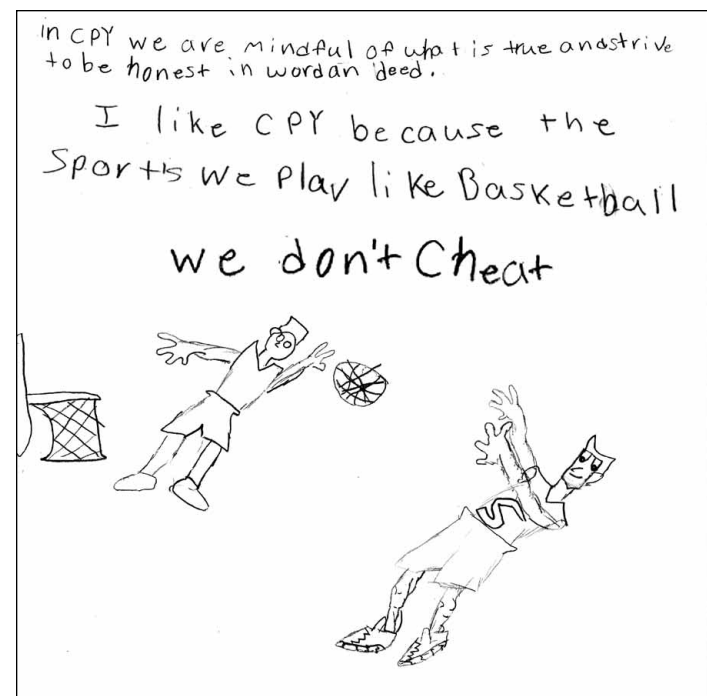 in CPY we are mindful of what is true and strive
to be honest in word an deed.
I like CPY because the
Sports we Play like Basketball
we don't Cheat
S